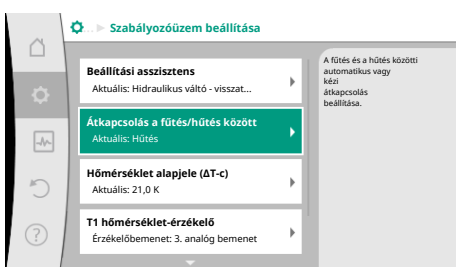 ... Szabályozóüzem beállítása
Beállítási asszisztens
Aktuális: Hidraulikus váltó - visszat...
Átkapcsolás a fűtés/hűtés között
Aktuális: Hűtés
Hőmérséklet alapjele (ΔT-c)
Aktuális: 21,0 K
T1 hőmérséklet-érzékelő
Érzékelőbemenet: 3. analóg bemenet
A fűtés és a hűtés közötti
automatikus vagy
kézi
átkapcsolás
beállítása.